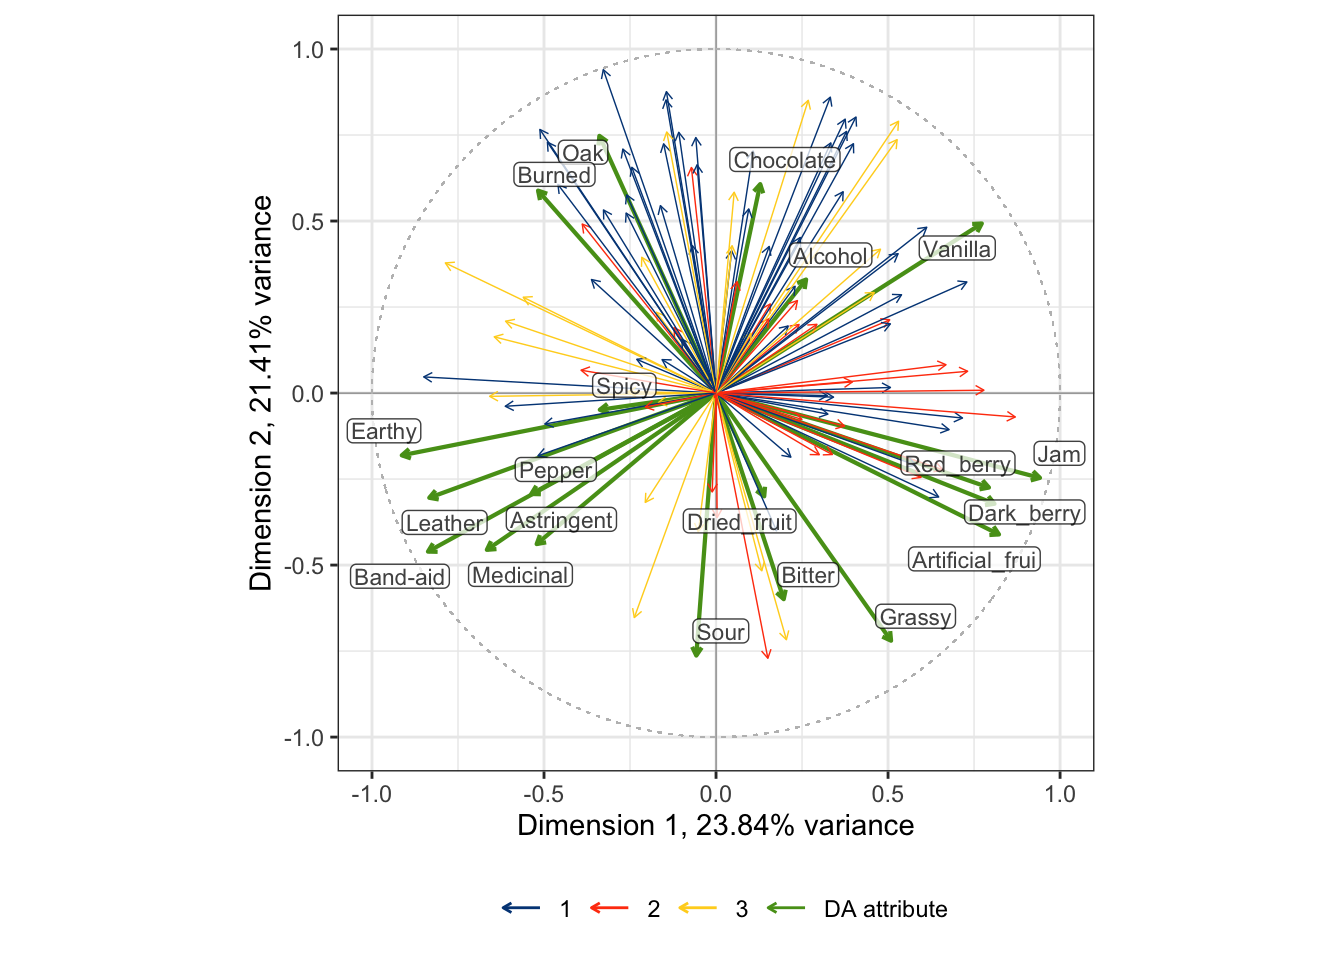 1.0
0.5
0.0
-0.5
-1.0
Dimension 2, 21.41% variance
Oak
Burned
Chocolate
Alcohol
Vanilla
Spicy
Earthy
Jam
Red_berry
Pepper
Leather
Astringent
Dried_fruit
Dark_berry
Artificial_frui
Band-aid
Medicinal
Bitter
Grassy
Sour
-1.0 -0.5 0.0 0.5 1.0
Dimension 1, 23.84% variance
1 2 3 DA attribute